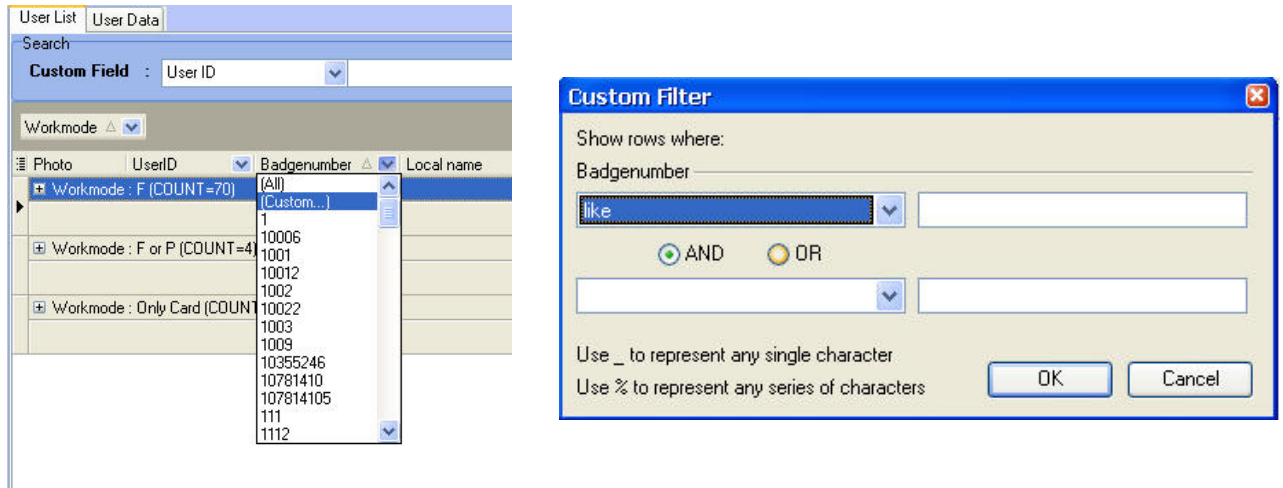 User List User Data
Search
Custom Field : User ID
Workmode
Photo UserID Badgenumber Local name
Workmode : F (COUNT=70)
Workmode : F or P (COUNT=4)
Workmode : Only Card (COUNT
(All)
(Custom...)
1
10006
1001
10012
1002
10022
1003
1009
10355246
10781410
107814105
111
1112
Custom Filter
Show rows where:
Badgenumber
like
AND OR
Use _ to represent any single character
Use % to represent any series of characters
OK Cancel